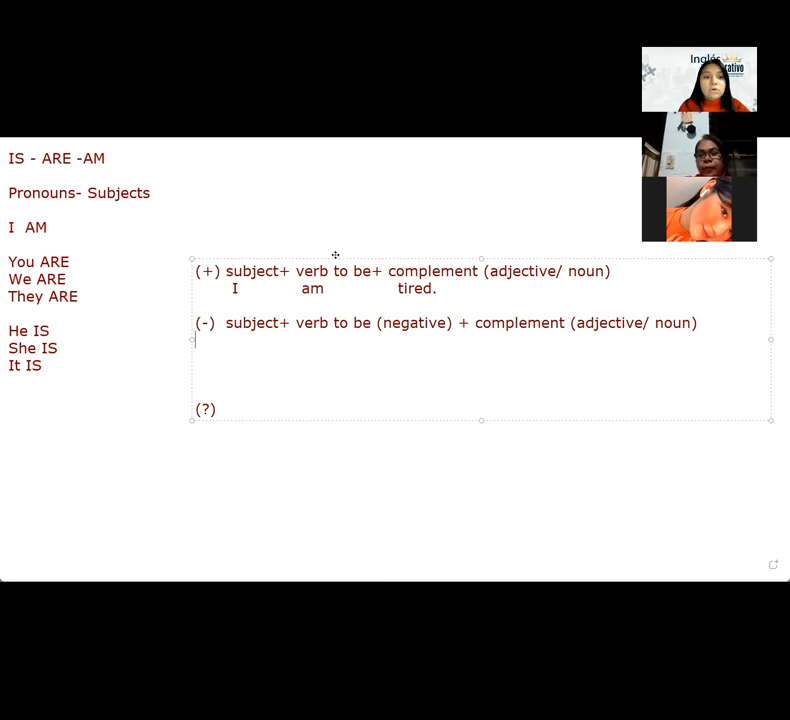 Inglés
IS - ARE -AM
Pronouns- Subjects
I AM
You ARE
We ARE
They ARE
He IS
She IS
It IS
(+) subject+ verb to be+ complement (adjective/ noun)
I am tired.
(-) subject+ verb to be (negative) + complement (adjective/ noun)
(?)